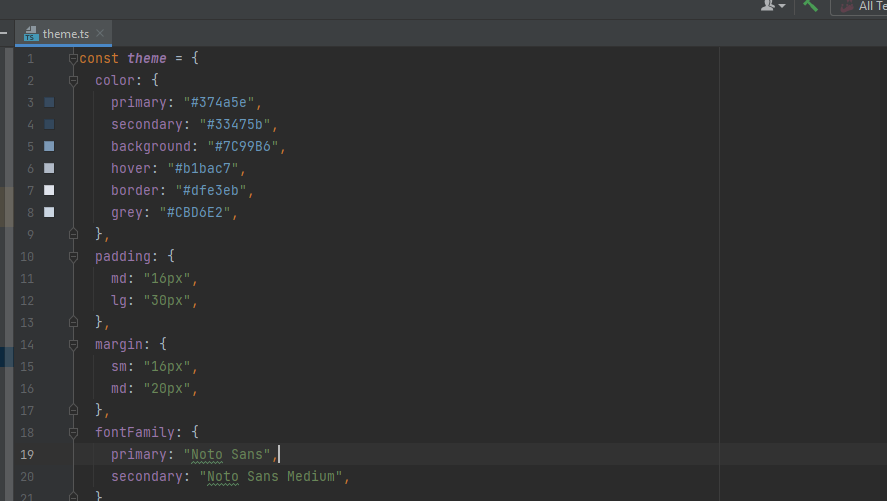 All Te
theme.ts
TS
1 const theme = {
2 color: {
3 primary: "#374a5e",
4 secondary: "#33475b",
5 background: "#7C99B6",
6 hover: "#b1bac7",
7 border: "#dfe3eb",
8 grey: "#CBD6E2",
9 },
10 padding: {
11 md: "16px",
12 lg: "30px",
13 },
14 margin: {
15 sm: "16px",
16 md: "20px",
17 },
18 fontFamily: {
19 primary: "Noto Sans",
20 secondary: "Noto Sans Medium",
21 }